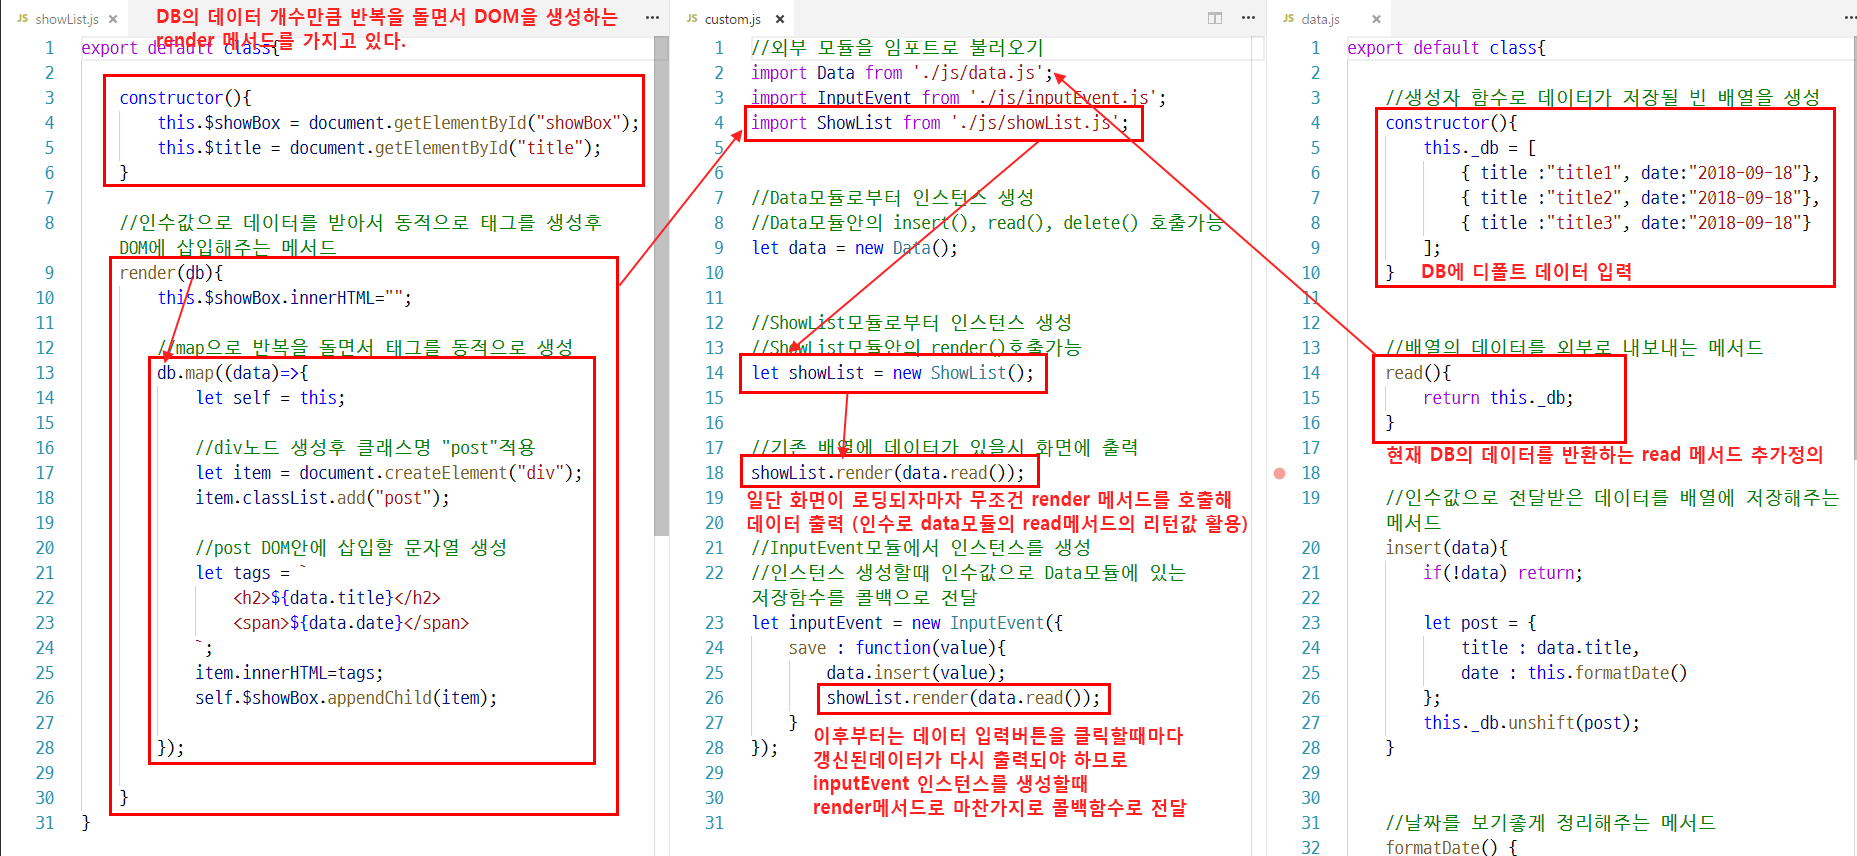 showList.js
DB의 데이터 개수만큼 반복을 돌면서 DOM을 생성하는
render 메서드를 가지고 있다.
1 export default class{
2
3 constructor(){
4 this.$showBox = document.getElementById("showBox");
5 this.$title = document.getElementById("title");
6 }
7
8 //인수값으로 데이터를 받아서 동적으로 태그를 생성후
DOM에 삽입해주는 메서드
9 render(db){
10 this.$showBox.innerHTML="";
11
12 //map으로 반복을 돌면서 태그를 동적으로 생성
13 db.map((data)=>{
14 let self = this;
15
16 //div노드 생성후 클래스명 "post"적용
17 let item = document.createElement("div");
18 item.classList.add("post");
19
20 //post DOM안에 삽입할 문자열 생성
21 let tags = `
22 <h2>${data.title}</h2>
23 <span>${data.date}</span>
24 `;
25 item.innerHTML=tags;
26 self.$showBox.appendChild(item);
27
28 });
29
30 }
31 }
JS custom.js
1 //외부 모듈을 임포트로 불러오기
2 import Data from './js/data.js';
3 import InputEvent from './js/inputEvent.js';
4 import ShowList from './js/showList.js';
5
6
7 //Data모듈로부터 인스턴스 생성
8 //Data모듈안의 insert(), read(), delete() 호출가능
9 let data = new Data();
10
11
12 //ShowList모듈로부터 인스턴스 생성
13 //ShowList모듈안의 render()호출가능
14 let showList = new ShowList();
15
16
17 //기존 배열에 데이터가 있을시 화면에 출력
18 showList.render(data.read());
19 일단 화면이 로딩되자마자 무조건 render 메서드를 호출해
20 데이터 출력 (인수로 data모듈의 read메서드의 리턴값 활용)
21 //InputEvent모듈에서 인스턴스를 생성
22 //인스턴스 생성할때 인수값으로 Data모듈에 있는
저장함수를 콜백으로 전달
23 let inputEvent = new InputEvent({
24 save : function(value){
25 data.insert(value);
26 showList.render(data.read());
27 }
28 });
29
30
31
이후부터는 데이터 입력버튼을 클릭할때마다
갱신된데이터가 다시 출력되야 하므로
inputEvent 인스턴스를 생성할때
render메서드로 마찬가지로 콜백함수로 전달
JS data.js
1 export default class{
2
3 //생성자 함수로 데이터가 저장될 빈 배열을 생성
4 constructor(){
5 this._db = [
6 { title :"title1", date:"2018-09-18"},
7 { title :"title2", date:"2018-09-18"},
8 { title :"title3", date:"2018-09-18"}
9 ];
10 } DB에 디폴트 데이터 입력
11
12
13 //배열의 데이터를 외부로 내보내는 메서드
14 read(){
15 return this._db;
16 }
17 현재 DB의 데이터를 반환하는 read 메서드 추가정의
18
19 //인수값으로 전달받은 데이터를 배열에 저장해주는
메서드
20 insert(data){
21 if(!data) return;
22
23 let post = {
24 title : data.title,
25 date : this.formatDate()
26 };
27 this._db.unshift(post);
28 }
29
30
31 //날짜를 보기좋게 정리해주는 메서드
32 formatDate() {